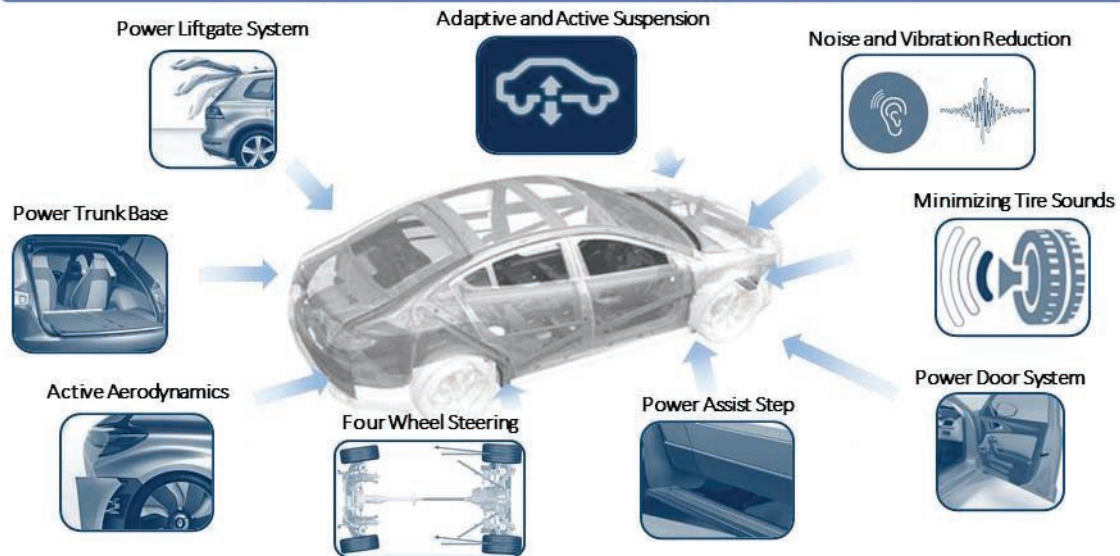 Adaptive and Active Suspension
Power Liftgate System
Noise and Vibration Reduction
Power Trunk Base
Minimizing Tire Sounds
Active Aerodynamics
Four Wheel Steering
Power Assist Step
Power Door System